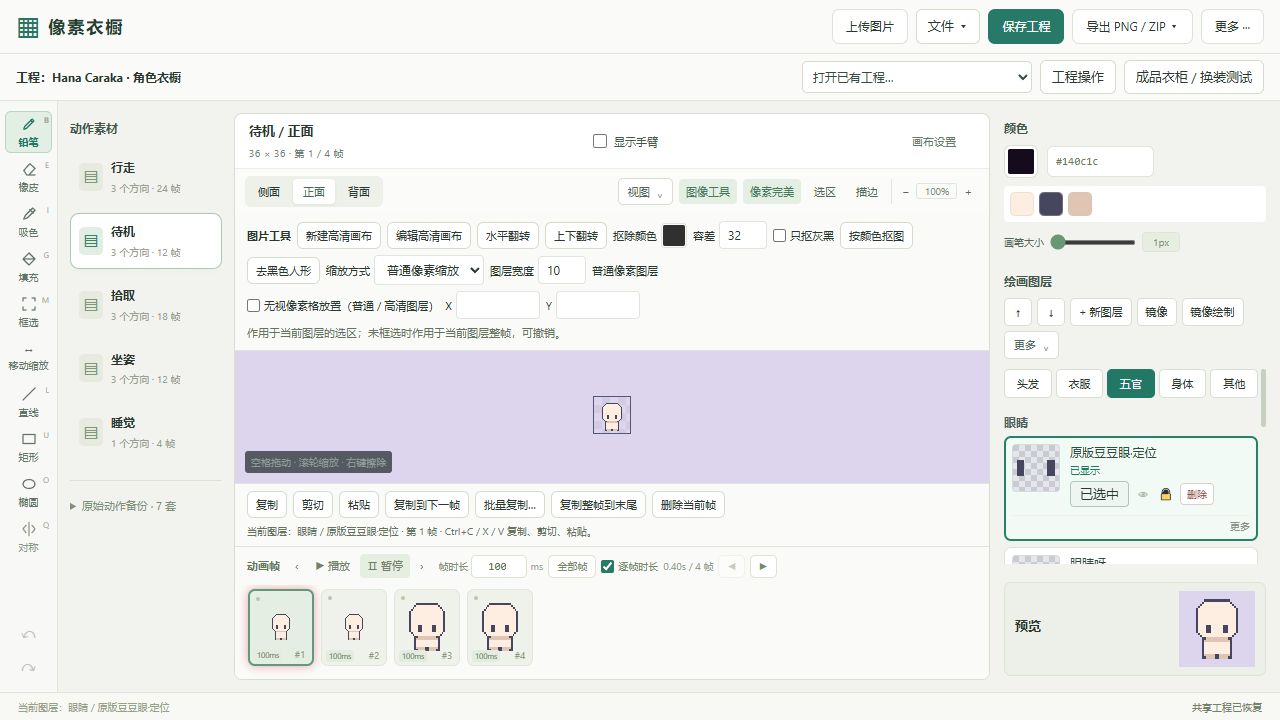 像素衣橱
上传图片
文件
保存工程
导出 PNG / ZIP
更多 ···
工程：Hana Caraka · 角色衣橱
打开已有工程...
工程操作
成品衣柜 / 换装测试
B
铅笔
E
橡皮
I
吸色
G
填充
M
框选
移动缩放
L
直线
U
矩形
O
椭圆
Q
对称
动作素材
行走
3 个方向 · 24 帧
待机
3 个方向 · 12 帧
拾取
3 个方向 · 18 帧
坐姿
3 个方向 · 12 帧
睡觉
1 个方向 · 4 帧
原始动作备份 · 7 套
待机 / 正面
36 × 36 · 第 1 / 4 帧
显示手臂
画布设置
侧面 正面 背面
视图 图像工具 像素完美 选区 描边 − 100% +
图片工具 新建高清画布 编辑高清画布 水平翻转 上下翻转 抠除颜色 容差 32 只抠灰黑 按颜色抠图
去黑色人形 缩放方式 普通像素缩放 图层宽度 10 普通像素图层
无视像素格放置（普通 / 高清图层） X Y
作用于当前图层的选区；未框选时作用于当前图层整帧，可撤销。
空格拖动 · 滚轮缩放 · 右键擦除
复制 剪切 粘贴 复制到下一帧 批量复制... 复制整帧到末尾 删除当前帧
当前图层：眼睛 / 原版豆豆眼·定位 · 第 1 帧 · Ctrl+C / X / V 复制、剪切、粘贴。
动画帧 ‹ 暂停 › 帧时长 100 ms 全部帧 逐帧时长 0.40s / 4 帧
100ms #1
100ms #2
100ms #3
100ms #4
颜色
#140c1c
画笔大小 1px
绘画图层
↑ ↓ + 新图层 镜像 镜像绘制
更多
头发 衣服 五官 身体 其他
眼睛
原版豆豆眼·定位
已显示
已选中 删除
更多
预览
当前图层：眼睛 / 原版豆豆眼·定位
共享工程已恢复